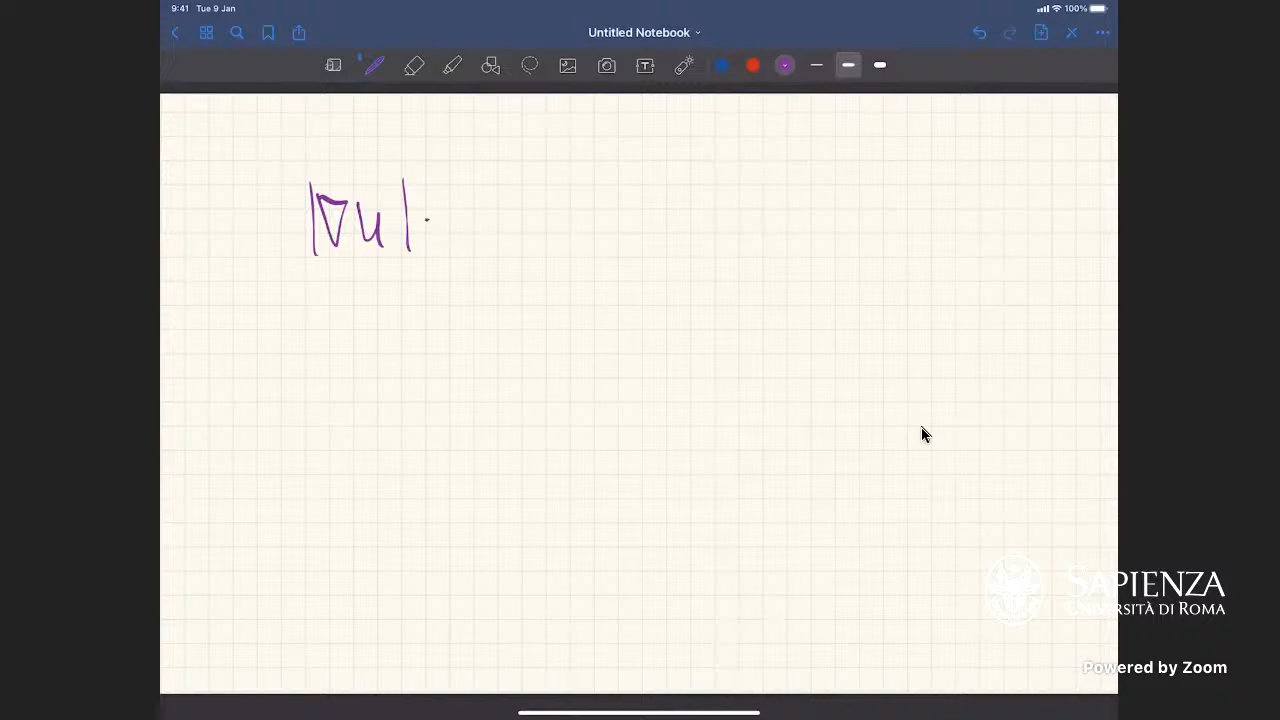 9:41 Tue 9 Jan 100%
Untitled Notebook
|∇u|
SAPIENZA
UNIVERSITÀ DI ROMA
Powered by Zoom